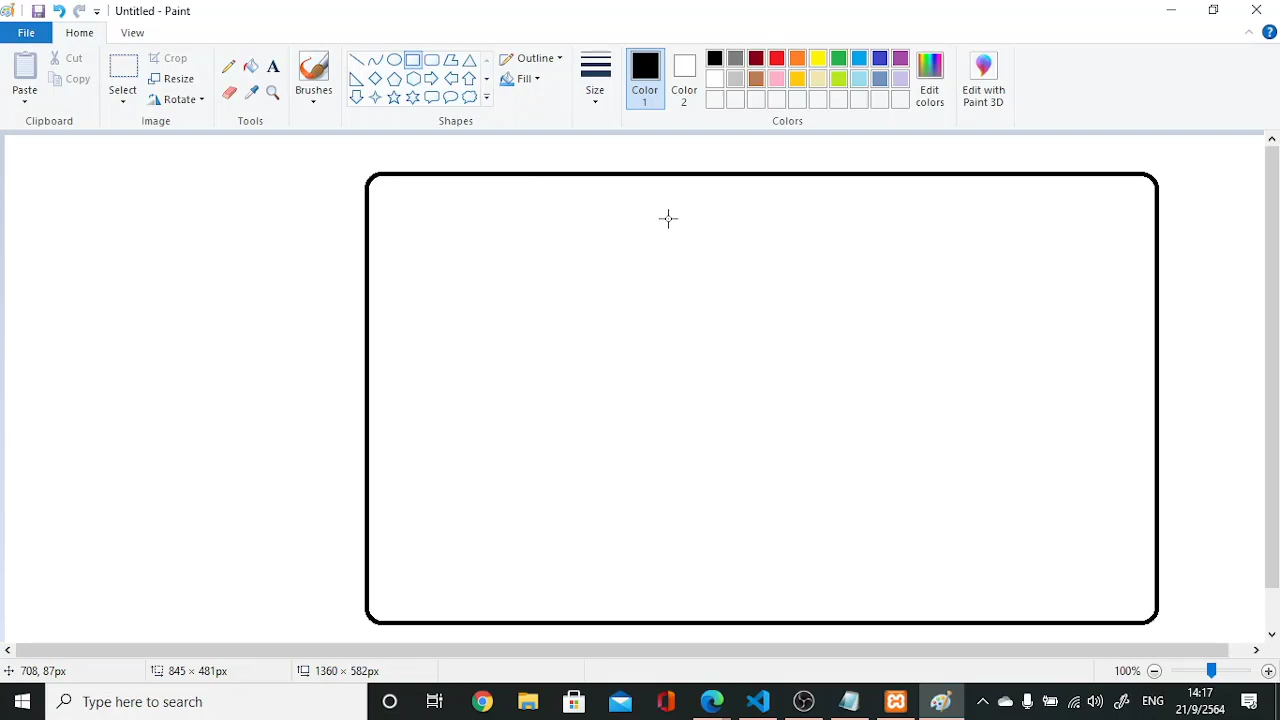 Untitled - Paint
File
Home
View
Paste
Cut
Copy
Clipboard
Select
Crop
Resize
Rotate
Image
A
Tools
Brushes
Shapes
Outline
Fill
Size
Color 1
Color 2
Edit colors
Colors
Edit with Paint 3D
708, 87px
845 × 481px
1360 × 582px
100%
Type here to search
ENG
14:17
21/9/2564